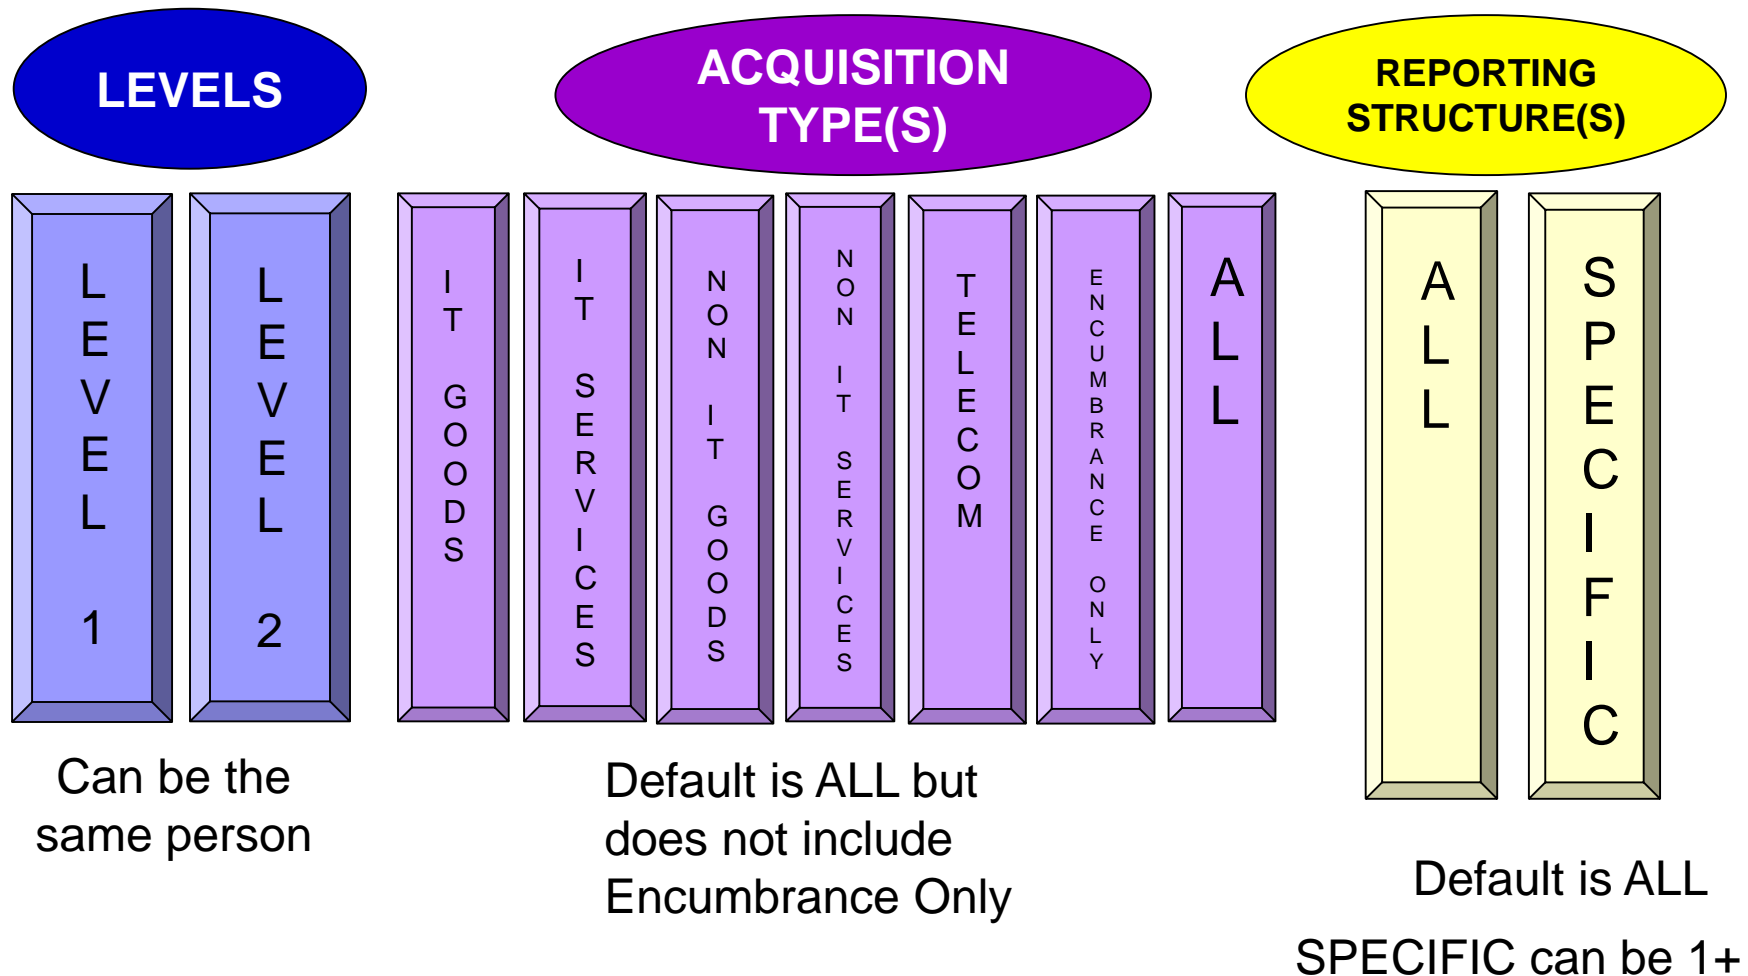 LEVELS
ACQUISITION
TYPE(S)
REPORTING
STRUCTURE(S)
LEVEL 1
LEVEL 2
IT GOODS
IT SERVICES
NON IT GOODS
NON IT SERVICES
TELECOM
ENCUMBRANCE ONLY
ALL
ALL
SPECIFIC
Can be the
same person
Default is ALL but
does not include
Encumbrance Only
Default is ALL
SPECIFIC can be 1+